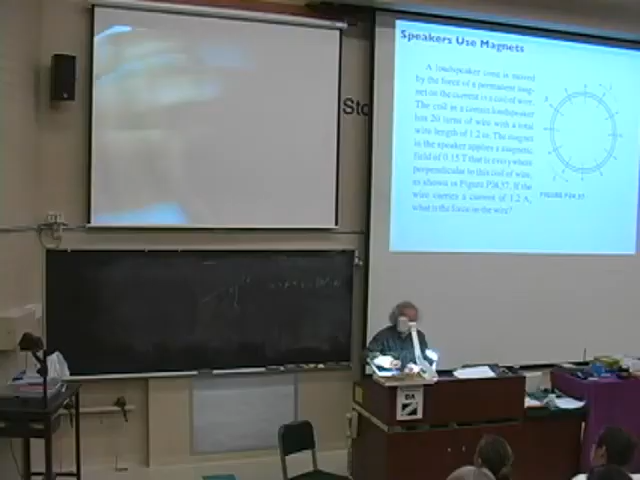 Speakers Use Magnets
A loudspeaker cone is moved
by the force of a permanent mag-
net on the current in a coil of wire.
The coil in a certain loudspeaker
has 20 turns of wire with a total
wire length of 1.2 m. The magnet
in the speaker applies a magnetic
field of 0.15 T that is everywhere
perpendicular to this coil of wire,
as shown in Figure P24.37. If the
wire carries a current of 1.2 A,
what is the force on the wire?
FIGURE P24.37
Sto